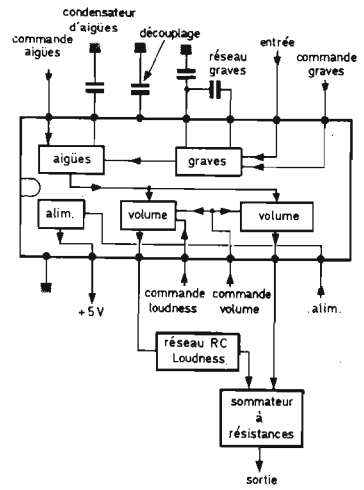 condensateur
d'aigües
découplage
commande
aigües
réseau
graves
entrée
commande
graves
aigües
graves
alim.
volume
volume
+5V
commande
loudness
commande
volume
.alim.
réseau RC
Loudness
sommateur
à
résistances
sortie